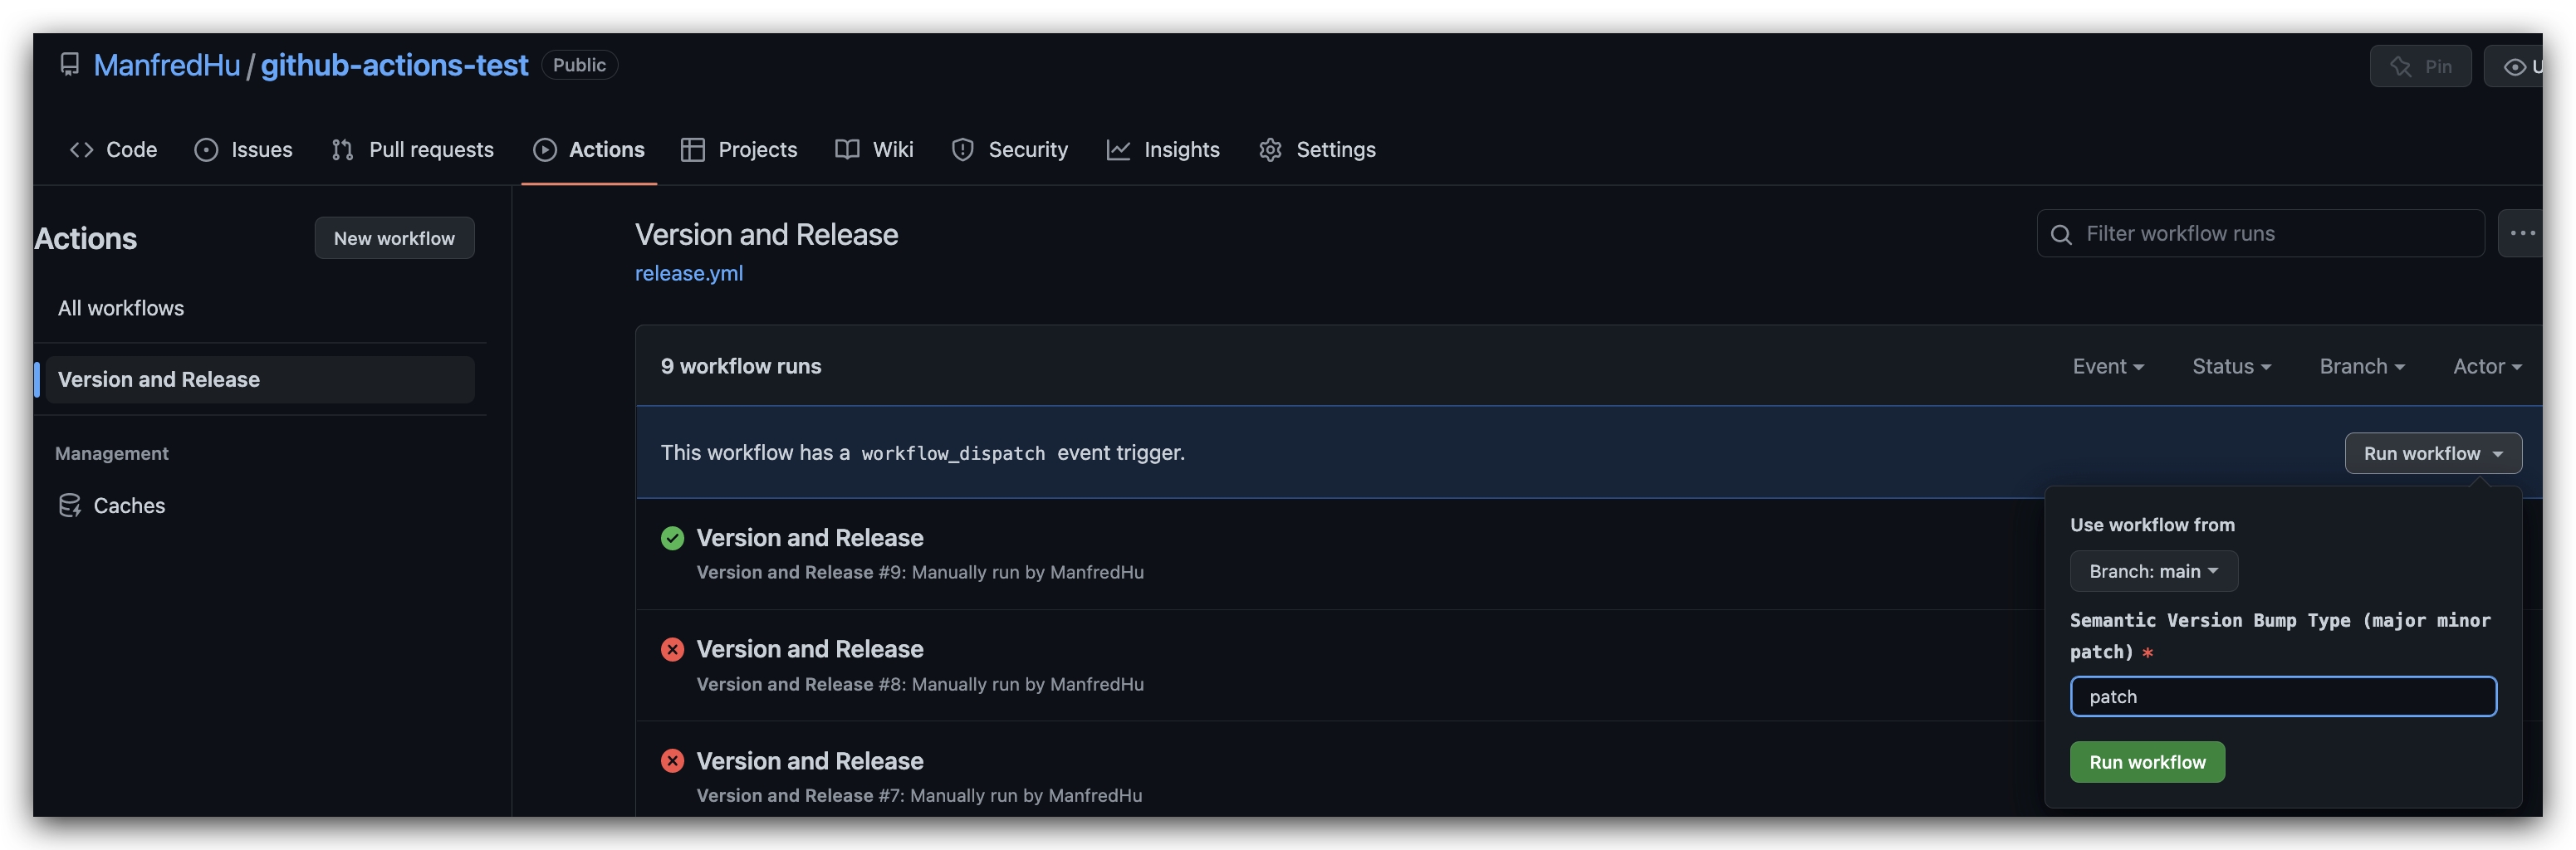 ManfredHu / github-actions-test Public
Pin
Code Issues Pull requests Actions Projects Wiki Security Insights Settings
Actions New workflow
All workflows
Version and Release
Management
Caches
Version and Release
release.yml
Filter workflow runs
9 workflow runs
Event Status Branch Actor
This workflow has a workflow_dispatch event trigger.
Run workflow
Version and Release
Version and Release #9: Manually run by ManfredHu
Version and Release
Version and Release #8: Manually run by ManfredHu
Version and Release
Version and Release #7: Manually run by ManfredHu
Use workflow from
Branch: main
Semantic Version Bump Type (major minor
patch) *
patch
Run workflow